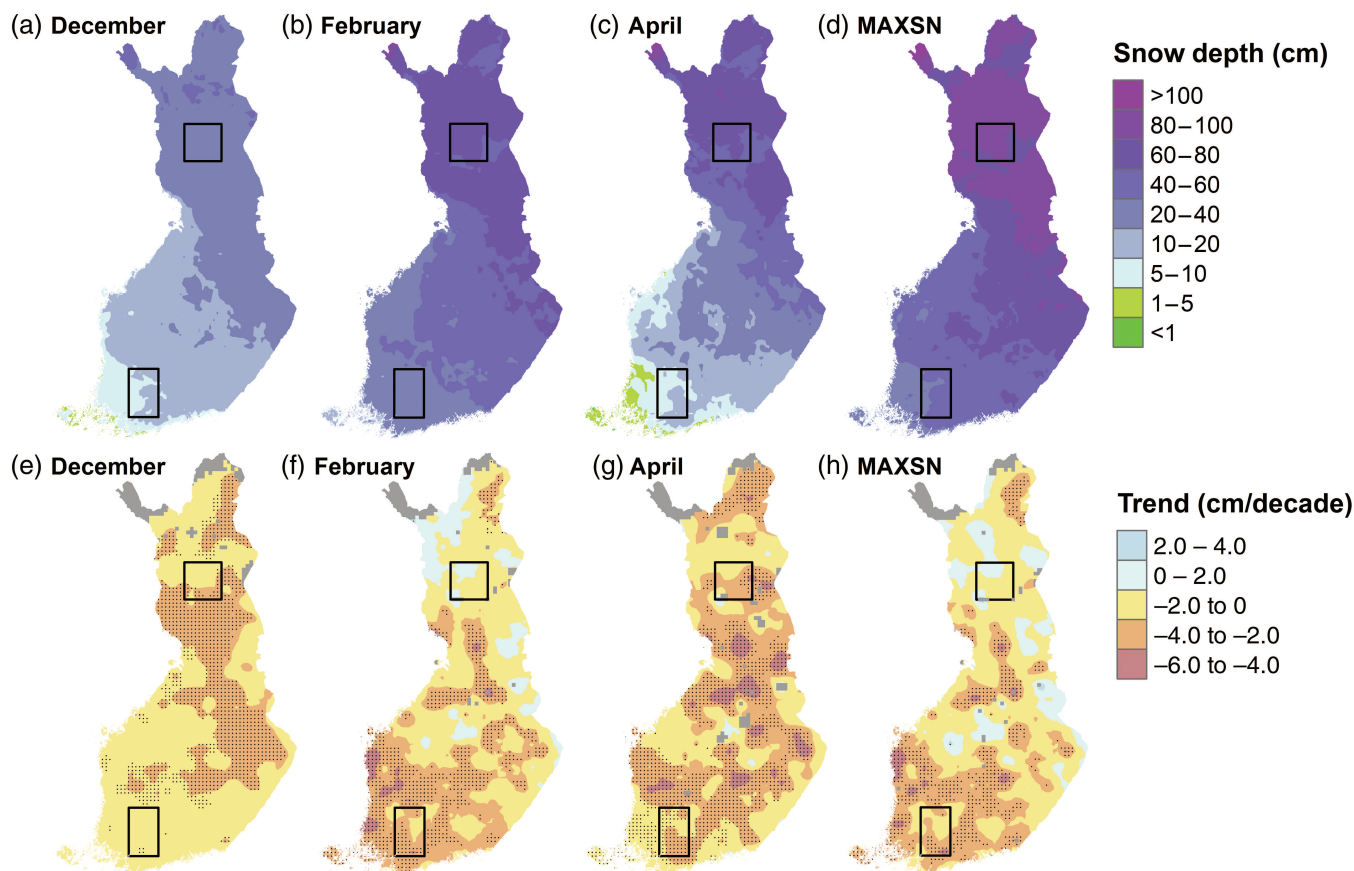 (a) December
(b) February
(c) April
(d) MAXSN
Snow depth (cm)
>100
80–100
60–80
40–60
20–40
10–20
5–10
1–5
<1
(e) December
(f) February
(g) April
(h) MAXSN
Trend (cm/decade)
2.0 – 4.0
0 – 2.0
–2.0 to 0
–4.0 to –2.0
–6.0 to –4.0